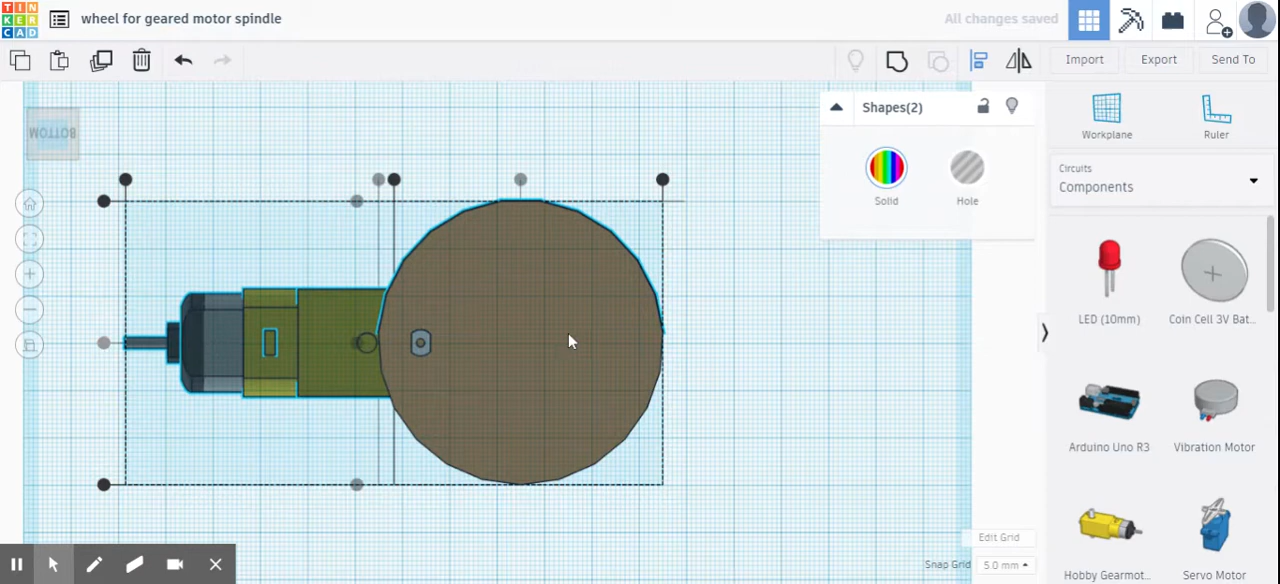 TIN
KER
CAD
wheel for geared motor spindle
All changes saved
Import
Export
Send To
BOTTOM
Shapes(2)
Solid
Hole
Workplane
Ruler
Circuits
Components
LED (10mm)
Coin Cell 3V Bat...
Arduino Uno R3
Vibration Motor
Hobby Gearmot...
Servo Motor
Edit Grid
Snap Grid
5.0 mm